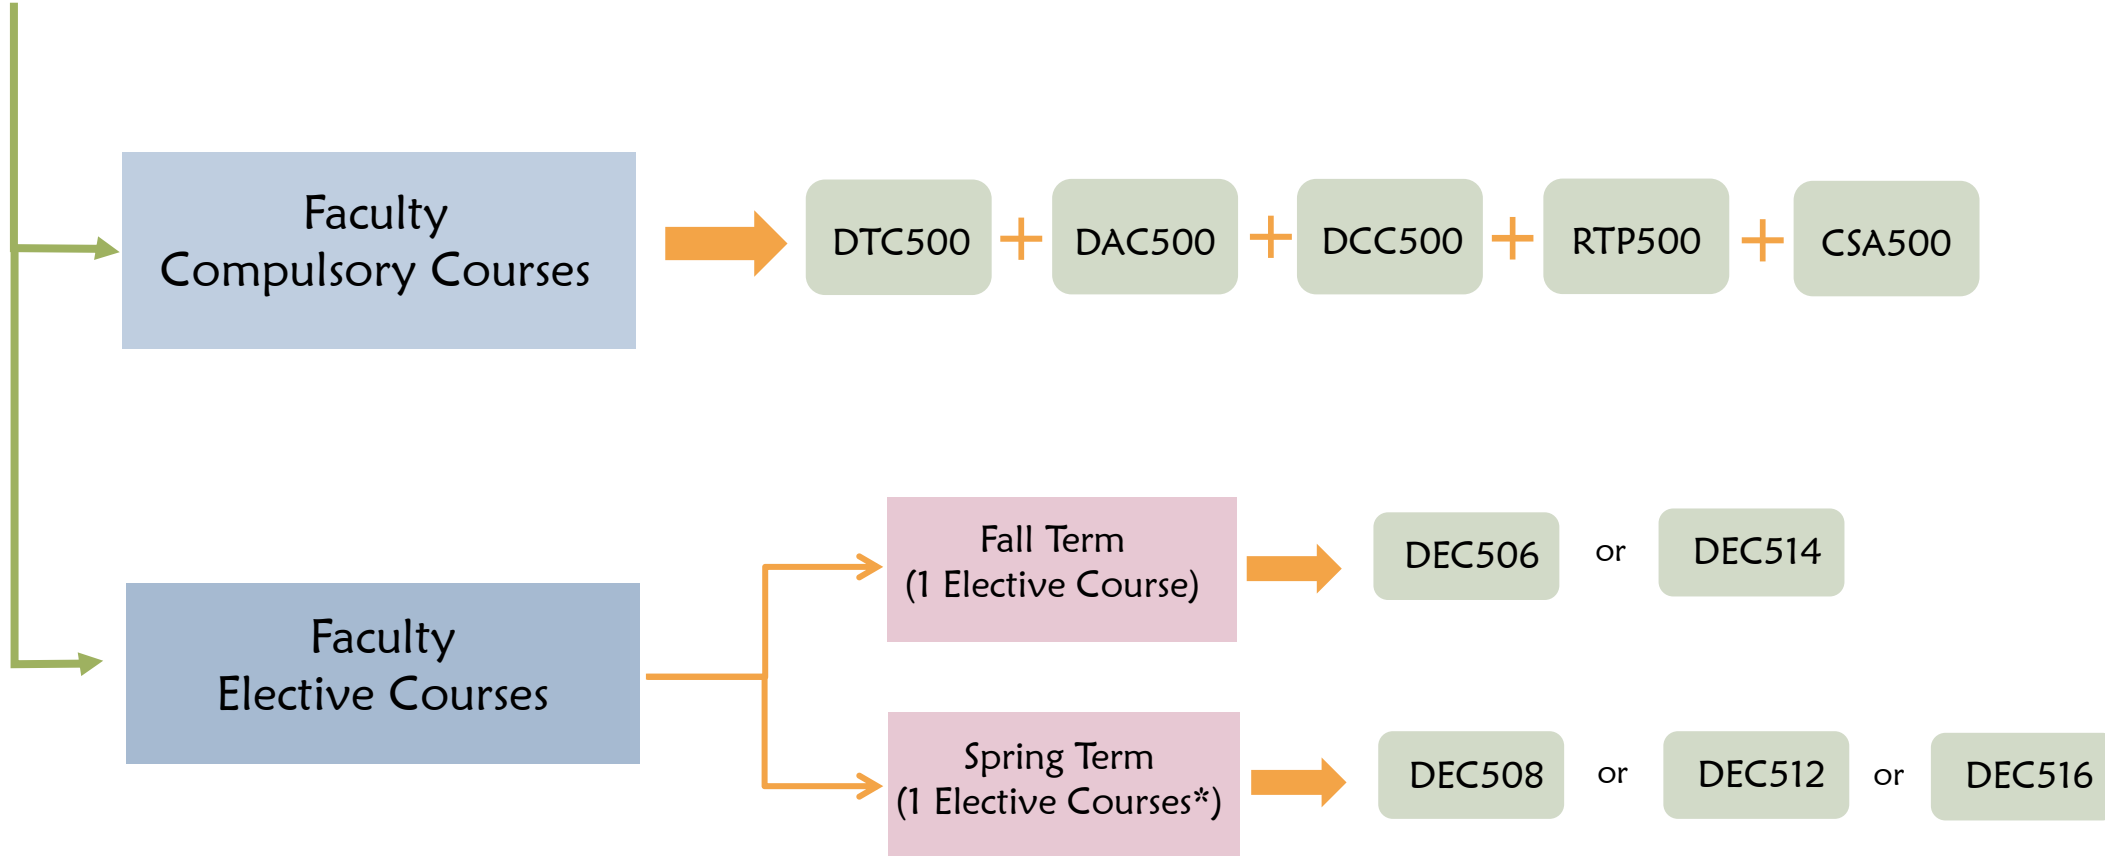 Faculty
Compulsory Courses
DTC500 + DAC500 + DCC500 + RTP500 + CSA500
Faculty
Elective Courses
Fall Term
(1 Elective Course)
DEC506 or DEC514
Spring Term
(1 Elective Courses*)
DEC508 or DEC512 or DEC516